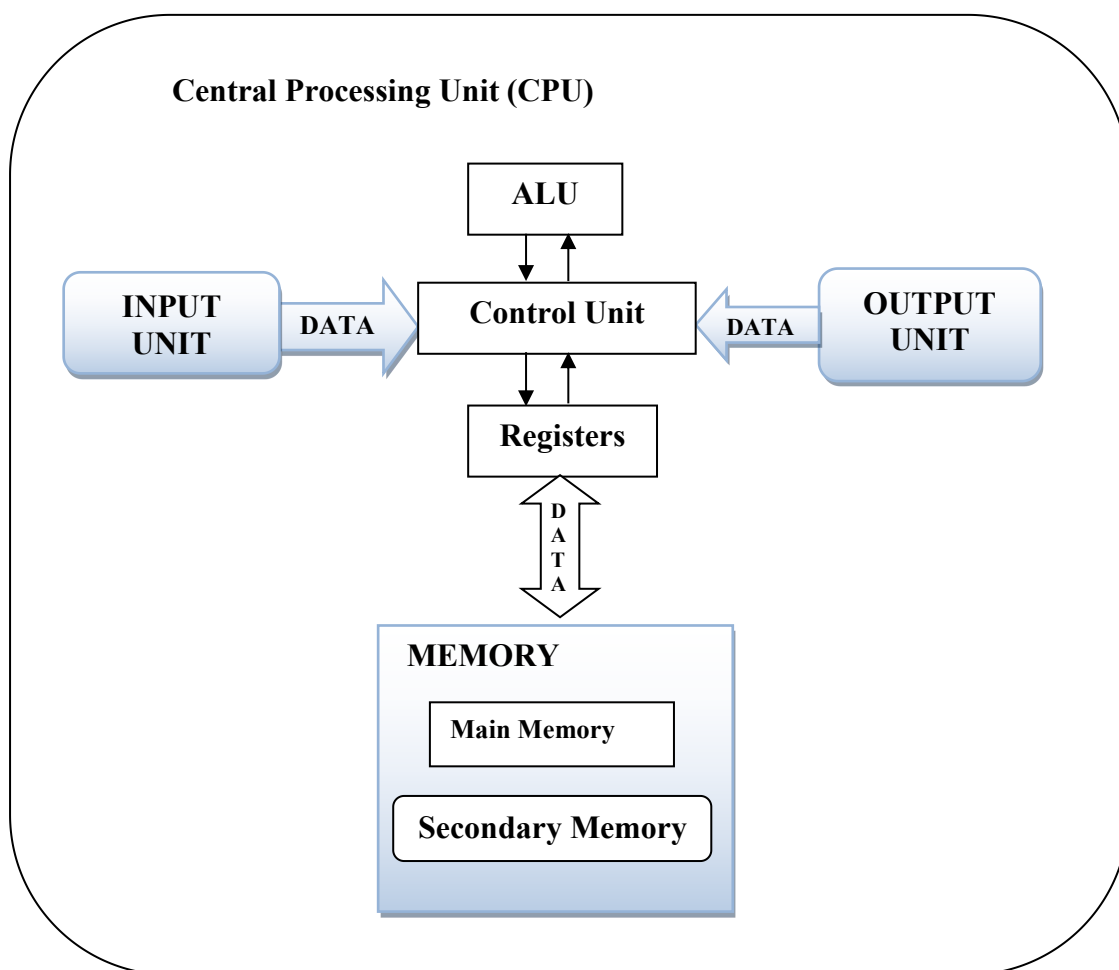 Central Processing Unit (CPU)
ALU
INPUT
UNIT
DATA
Control Unit
DATA
OUTPUT
UNIT
Registers
D
A
T
A
MEMORY
Main Memory
Secondary Memory